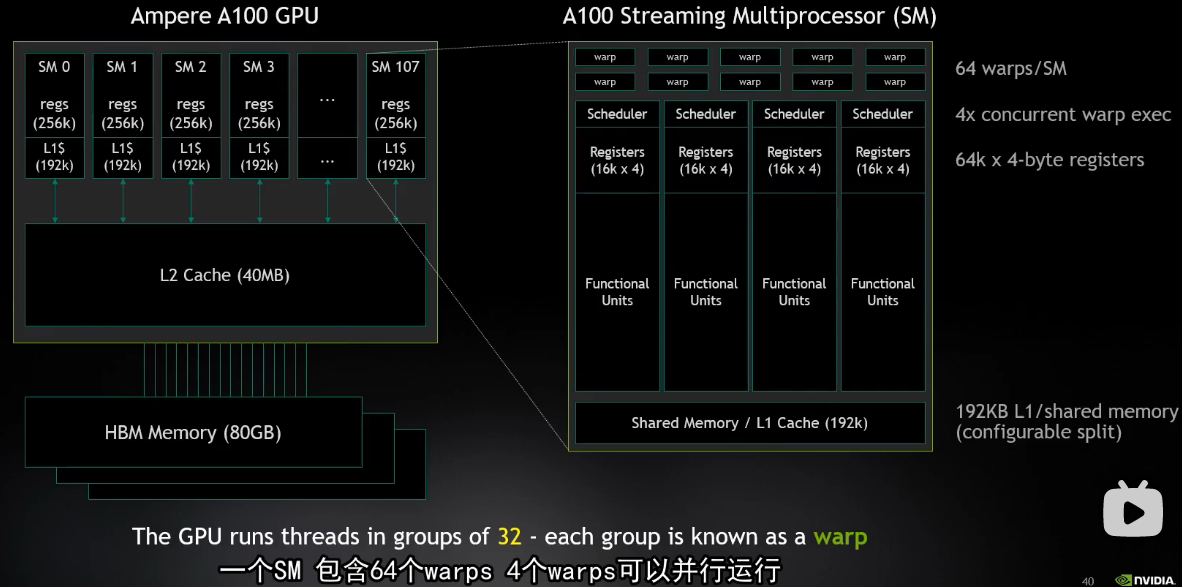 Ampere A100 GPU
SM 0
regs
(256k)
L1$
(192k)
SM 1
regs
(256k)
L1$
(192k)
SM 2
regs
(256k)
L1$
(192k)
SM 3
regs
(256k)
L1$
(192k)
...
...
SM 107
regs
(256k)
L1$
(192k)
L2 Cache (40MB)
HBM Memory (80GB)
A100 Streaming Multiprocessor (SM)
warp warp warp warp warp
warp warp warp warp warp
Scheduler Scheduler Scheduler Scheduler
Registers Registers Registers Registers
(16k x 4) (16k x 4) (16k x 4) (16k x 4)
Functional Functional Functional Functional
Units Units Units Units
Shared Memory / L1 Cache (192k)
64 warps/SM
4x concurrent warp exec
64k x 4-byte registers
192KB L1/shared memory
(configurable split)
The GPU runs threads in groups of 32 - each group is known as a warp
一个SM 包含64个warps 4个warps可以并行运行
40 NVIDIA.